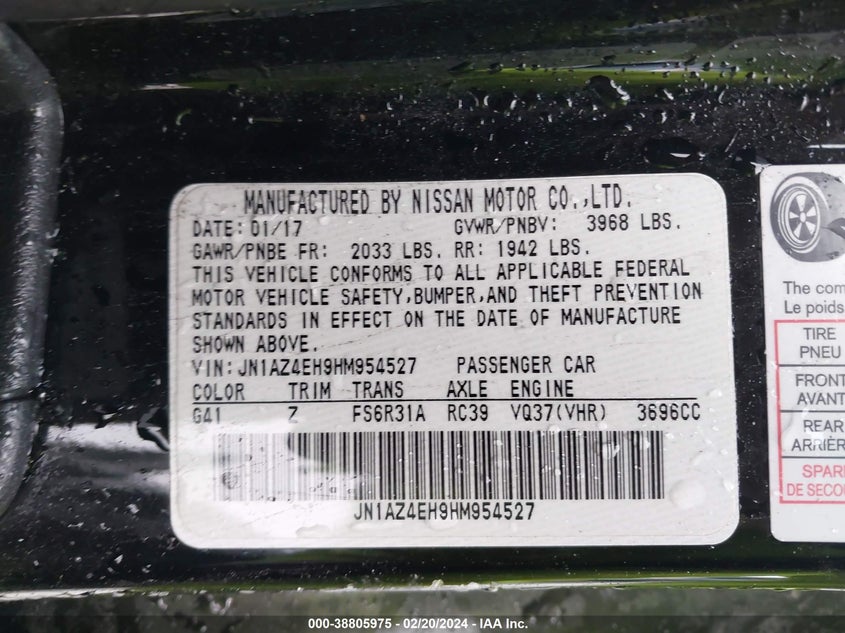 MANUFACTURED BY NISSAN MOTOR CO.,LTD.
DATE: 01/17 GVWR/PNBV: 3968 LBS.
GAWR/PNBE FR: 2033 LBS. RR: 1942 LBS.
THIS VEHICLE CONFORMS TO ALL APPLICABLE FEDERAL
MOTOR VEHICLE SAFETY,BUMPER,AND THEFT PREVENTION
STANDARDS IN EFFECT ON THE DATE OF MANUFACTURE
SHOWN ABOVE.
VIN:JN1AZ4EH9HM954527 PASSENGER CAR
COLOR TRIM TRANS AXLE ENGINE
G41 Z FS6R31A RC39 VQ37(VHR) 3696CC
JN1AZ4EH9HM954527
The com
Le poids
TIRE
PNEU
FRONT
AVANT
REAR
ARRIÈR
SPARE
DE SECOU
000-38805975 - 02/20/2024 - IAA Inc.